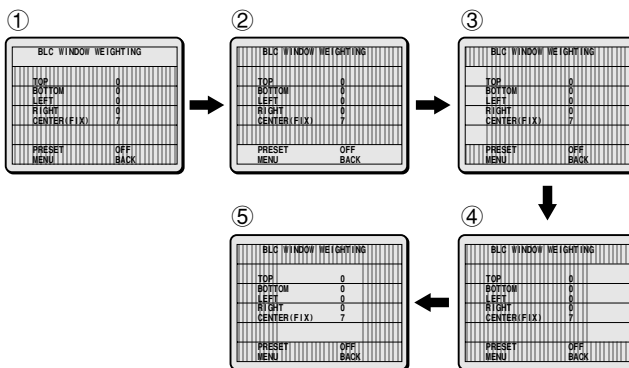 ①
BLC WINDOW WEIGHTING
TOP 0
BOTTOM 0
LEFT 0
RIGHT 0
CENTER(FIX) 7
PRESET OFF
MENU BACK
②
BLC WINDOW WEIGHTING
TOP 0
BOTTOM 0
LEFT 0
RIGHT 0
CENTER(FIX) 7
PRESET OFF
MENU BACK
③
BLC WINDOW WEIGHTING
TOP 0
BOTTOM 0
LEFT 0
RIGHT 0
CENTER(FIX) 7
PRESET OFF
MENU BACK
⑤
BLC WINDOW WEIGHTING
TOP 0
BOTTOM 0
LEFT 0
RIGHT 0
CENTER(FIX) 7
PRESET OFF
MENU BACK
④
BLC WINDOW WEIGHTING
TOP 0
BOTTOM 0
LEFT 0
RIGHT 0
CENTER(FIX) 7
PRESET OFF
MENU BACK